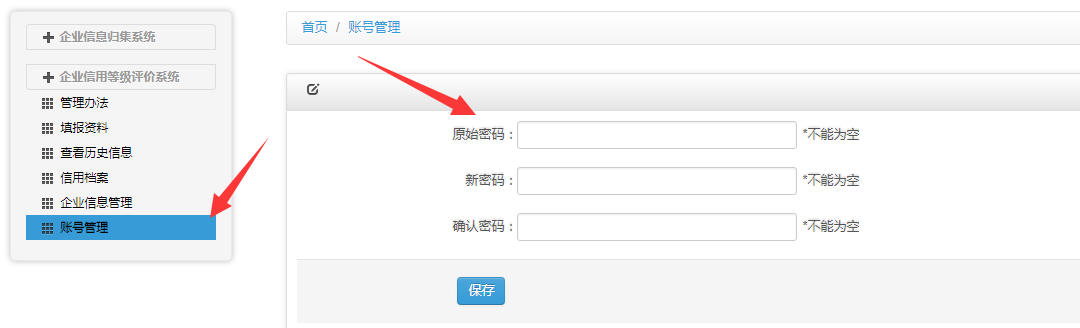 企业信息归集系统
企业信用等级评价系统
管理办法
填报资料
查看历史信息
信用档案
企业信息管理
账号管理
首页 / 账号管理
原始密码： *不能为空
新密码： *不能为空
确认密码： *不能为空
保存